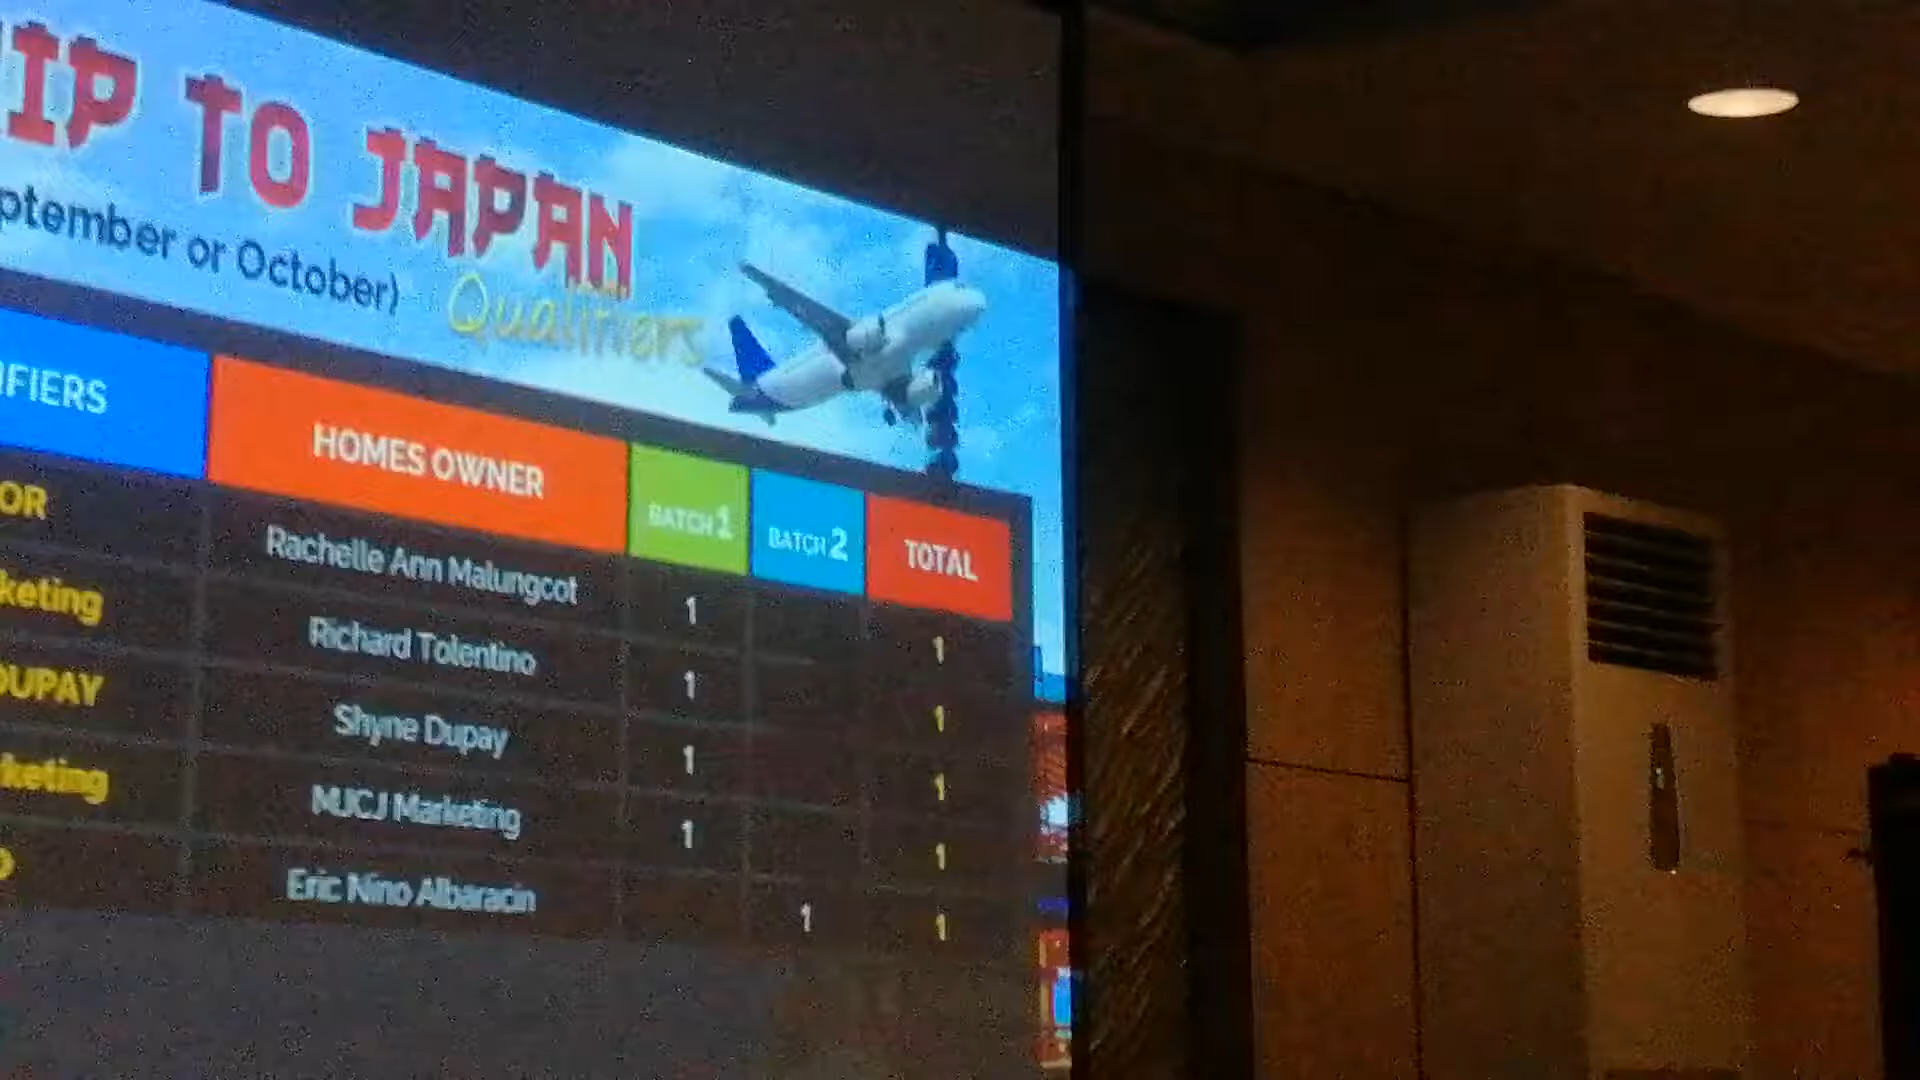 IP TO JAPAN
ptember or October)
Qualifiers
IFIERS HOMES OWNER BATCH 1 BATCH 2 TOTAL
OR Rachelle Ann Malungcot 1 1
keting Richard Tolentino 1 1
DUPAY Shyne Dupay 1 1
keting MJCJ Marketing 1 1
O Eric Nino Albaracin 1 1